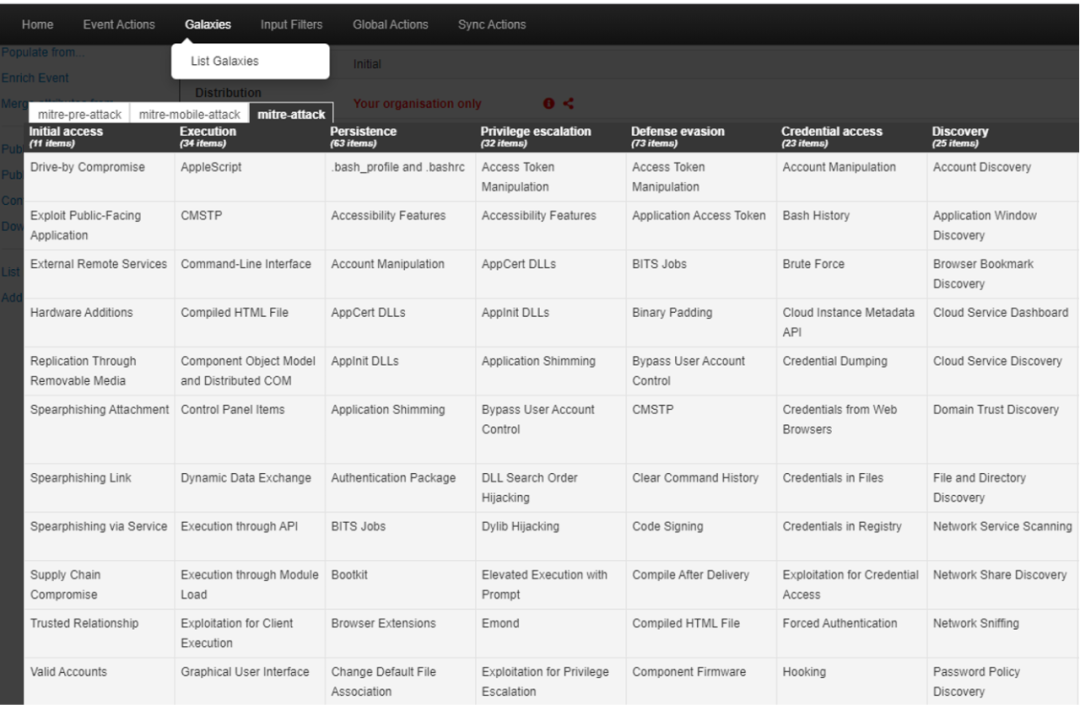 Home Event Actions Galaxies Input Filters Global Actions Sync Actions
Populate from...
List Galaxies
Initial
Enrich Event
Distribution
Your organisation only
mitre-pre-attack mitre-mobile-attack mitre-attack
Initial access Execution Persistence Privilege escalation Defense evasion Credential access Discovery
(11 items) (34 items) (63 items) (32 items) (73 items) (23 items) (25 items)
Drive-by Compromise AppleScript .bash_profile and .bashrc Access Token Access Token Account Manipulation Account Discovery
Manipulation Manipulation
Exploit Public-Facing CMSTP Accessibility Features Accessibility Features Application Access Token Bash History Application Window
Application Discovery
External Remote Services Command-Line Interface Account Manipulation AppCert DLLs BITS Jobs Brute Force Browser Bookmark
Discovery
List
Add
Hardware Additions Compiled HTML File AppCert DLLs AppInit DLLs Binary Padding Cloud Instance Metadata Cloud Service Dashboard
API
Replication Through Component Object Model AppInit DLLs Application Shimming Bypass User Account Credential Dumping Cloud Service Discovery
Removable Media and Distributed COM Control
Spearphishing Attachment Control Panel Items Application Shimming Bypass User Account CMSTP Credentials from Web Domain Trust Discovery
Control Browsers
Spearphishing Link Dynamic Data Exchange Authentication Package DLL Search Order Clear Command History Credentials in Files File and Directory
Hijacking Discovery
Spearphishing via Service Execution through API BITS Jobs Dylib Hijacking Code Signing Credentials in Registry Network Service Scanning
Supply Chain Execution through Module Bootkit Elevated Execution with Compile After Delivery Exploitation for Credential Network Share Discovery
Compromise Load Prompt Access
Trusted Relationship Exploitation for Client Browser Extensions Emond Compiled HTML File Forced Authentication Network Sniffing
Execution
Valid Accounts Graphical User Interface Change Default File Exploitation for Privilege Component Firmware Hooking Password Policy
Association Escalation Discovery